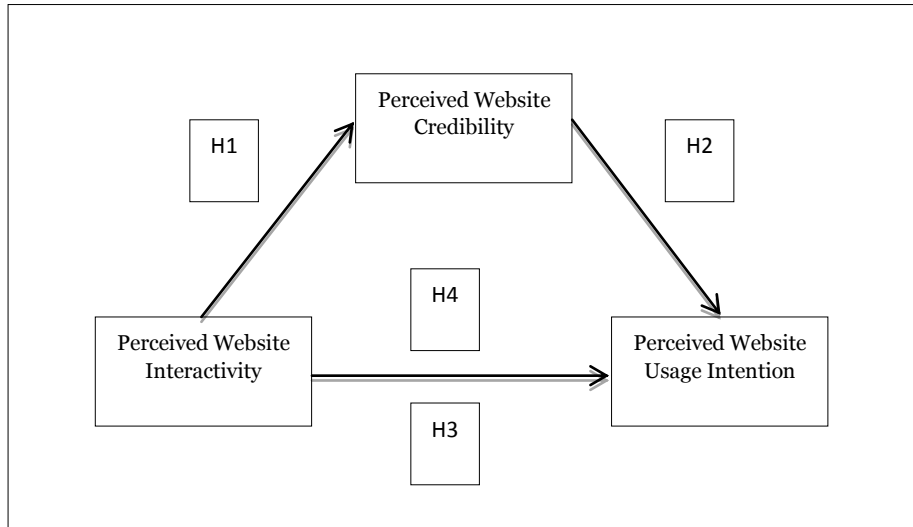 Perceived Website
Credibility
H1
H2
H4
Perceived Website
Interactivity
Perceived Website
Usage Intention
H3